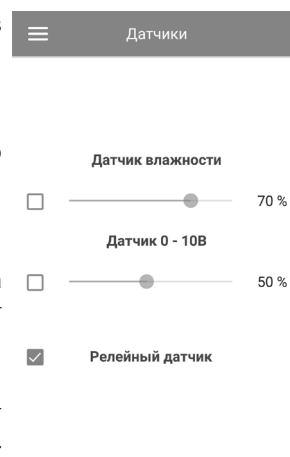 Датчики
Датчик влажности
70 %
Датчик 0 - 10В
50 %
Релейный датчик